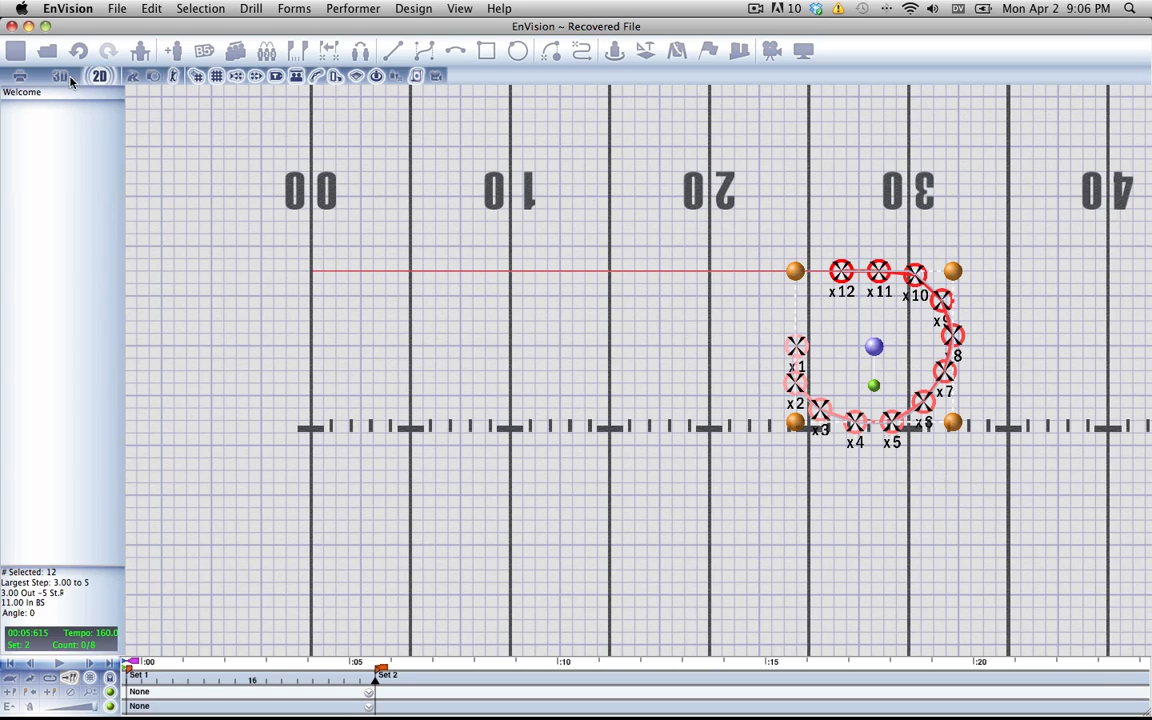 EnVision File Edit Selection Drill Forms Properties Design View Help 10 Mon Apr 2 9:06 PM
EnVision ~ Recovered File
B5
3D 2D
Welcome
00 10 20 30 40
x12 x11 x10
x9
x1 8
x7
x2
x3 x4 x5 x6
# Selected: 12
Largest Step: 3.00 to 5
3.00 Out -5 St.R
11.00 In BS
Angle: 0
00:05:615 Tempo: 160.0
Set: 2 Count: 0/8
:00 :05 :10 :15 :20
Set 1 16 Set 2
None
None